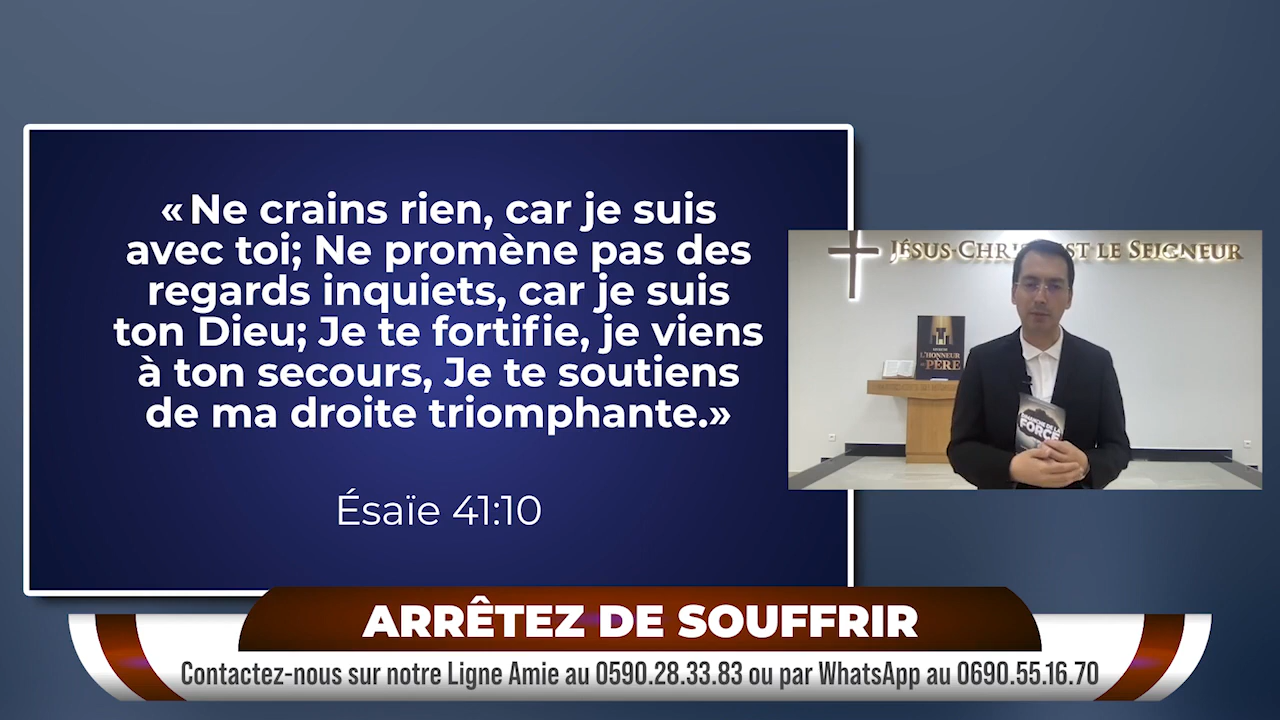 « Ne crains rien, car je suis
avec toi; Ne promène pas des
regards inquiets, car je suis
ton Dieu; Je te fortifie, je viens
à ton secours, Je te soutiens
de ma droite triomphante.»
Ésaïe 41:10
L'HONNEUR
PÈRE
FORCE
ARRÊTEZ DE SOUFFRIR
Contactez-nous sur notre Ligne Amie au 0590.28.33.83 ou par WhatsApp au 0690.55.16.70
JÉSUS-CHRIST EST LE SEIGNEUR